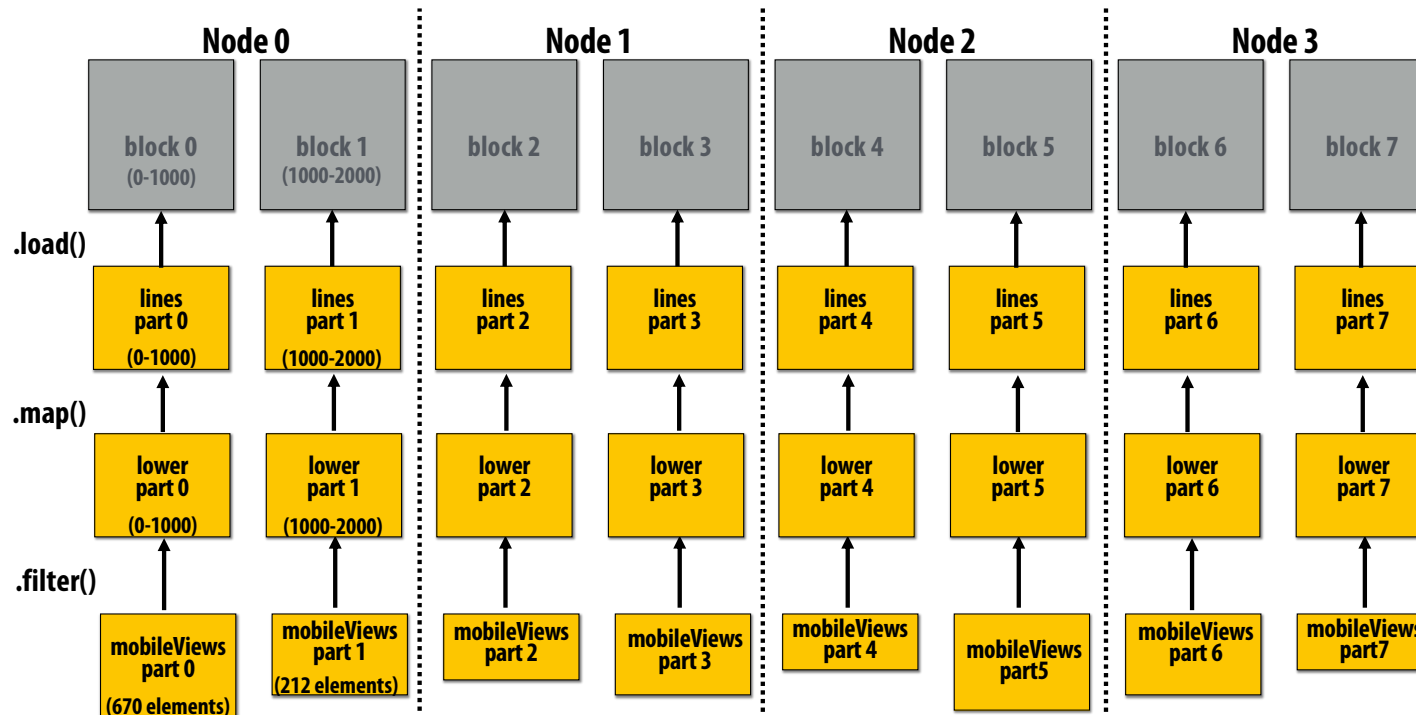 Node 0
Node 1
Node 2
Node 3
block 0
(0-1000)
block 1
(1000-2000)
block 2
block 3
block 4
block 5
block 6
block 7
.load()
lines
part 0
(0-1000)
lines
part 1
(1000-2000)
lines
part 2
lines
part 3
lines
part 4
lines
part 5
lines
part 6
lines
part 7
.map()
lower
part 0
(0-1000)
lower
part 1
(1000-2000)
lower
part 2
lower
part 3
lower
part 4
lower
part 5
lower
part 6
lower
part 7
.filter()
mobileViews
part 0
(670 elements)
mobileViews
part 1
(212 elements)
mobileViews
part 2
mobileViews
part 3
mobileViews
part 4
mobileViews
part5
mobileViews
part 6
mobileViews
part7